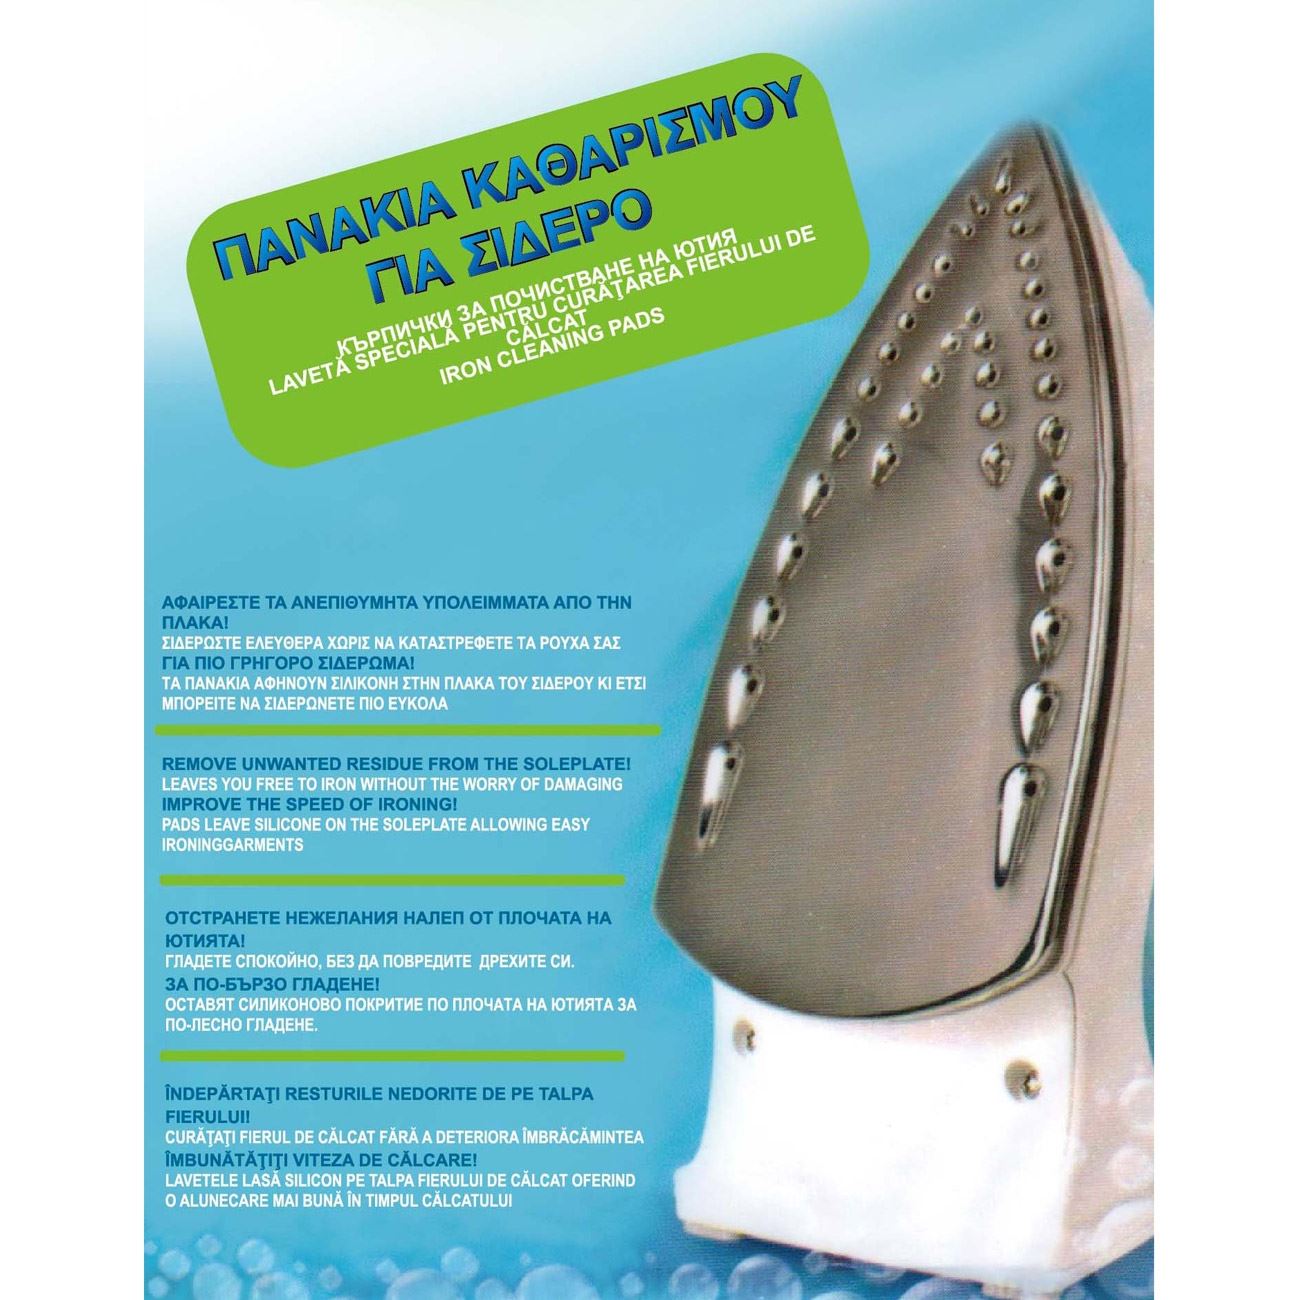 ΠΑΝΑΚΙΑ ΚΑΘΑΡΙΣΜΟΥ
ΓΙΑ ΣΙΔΕΡΟ
КЪРПИЧКИ ЗА ПОЧИСТВАНЕ НА ЮТИЯ
LAVETĂ SPECIALĂ PENTRU CURĂŢAREA FIERULUI DE
CĂLCAT
IRON CLEANING PADS
ΑΦΑΙΡΕΣΤΕ ΤΑ ΑΝΕΠΙΘΥΜΗΤΑ ΥΠΟΛΕΙΜΜΑΤΑ ΑΠΟ ΤΗΝ
ΠΛΑΚΑ!
ΣΙΔΕΡΩΣΤΕ ΕΛΕΥΘΕΡΑ ΧΩΡΙΣ ΝΑ ΚΑΤΑΣΤΡΕΦΕΤΕ ΤΑ ΡΟΥΧΑ ΣΑΣ
ΓΙΑ ΠΙΟ ΓΡΗΓΟΡΟ ΣΙΔΕΡΩΜΑ!
ΤΑ ΠΑΝΑΚΙΑ ΑΦΗΝΟΥΝ ΣΙΛΙΚΟΝΗ ΣΤΗΝ ΠΛΑΚΑ ΤΟΥ ΣΙΔΕΡΟΥ ΚΙ ΕΤΣΙ
ΜΠΟΡΕΙΤΕ ΝΑ ΣΙΔΕΡΩΝΕΤΕ ΠΙΟ ΕΥΚΟΛΑ
REMOVE UNWANTED RESIDUE FROM THE SOLEPLATE!
LEAVES YOU FREE TO IRON WITHOUT THE WORRY OF DAMAGING
IMPROVE THE SPEED OF IRONING!
PADS LEAVE SILICONE ON THE SOLEPLATE ALLOWING EASY
IRONINGGARMENTS
ОТСТРАНЕТЕ НЕЖЕЛАНИЯ НАЛЕП ОТ ПЛОЧАТА НА
ЮТИЯТА!
ГЛАДЕТЕ СПОКОЙНО, БЕЗ ДА ПОВРЕДИТЕ ДРЕХИТЕ СИ.
ЗА ПО-БЪРЗО ГЛАДЕНЕ!
ОСТАВЯТ СИЛИКОНОВО ПОКРИТИЕ ПО ПЛОЧАТА НА ЮТИЯТА ЗА
ПО-ЛЕСНО ГЛАДЕНЕ.
ÎNDEPĂRTAŢI RESTURILE NEDORITE DE PE TALPA
FIERULUI!
CURĂŢAŢI FIERUL DE CĂLCAT FĂRĂ A DETERIORA ÎMBRĂCĂMINTEA
ÎMBUNĂTĂŢIŢI VITEZA DE CĂLCARE!
LAVETELE LASĂ SILICON PE TALPA FIERULUI DE CĂLCAT OFERIND
O ALUNECARE MAI BUNĂ ÎN TIMPUL CĂLCATULUI